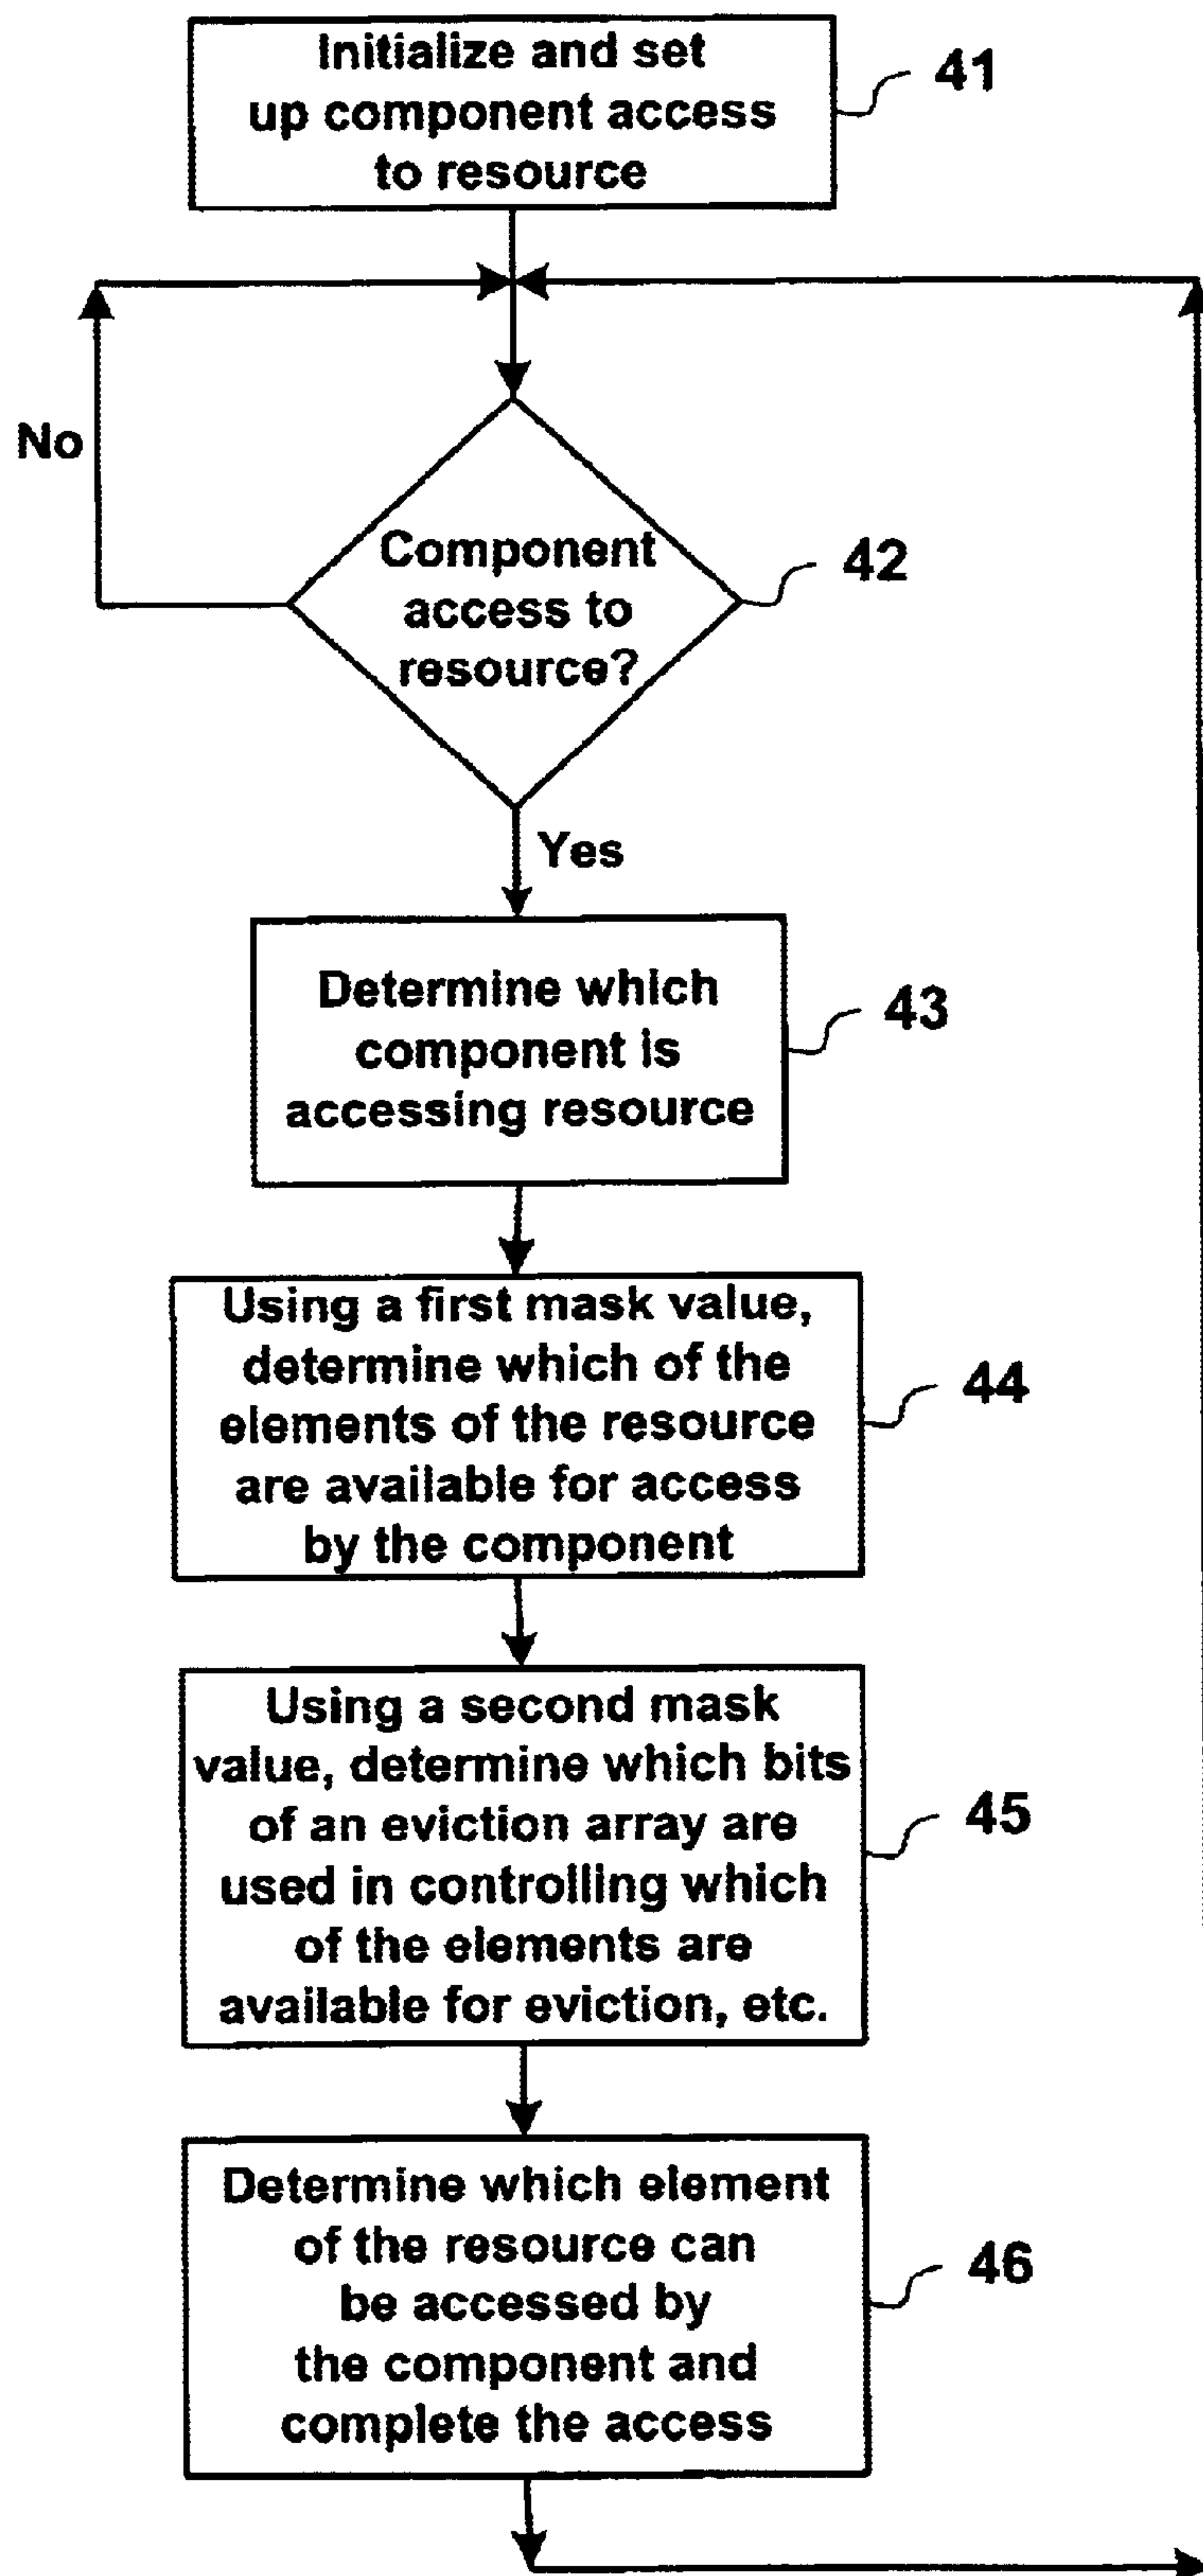 Initialize and set
up component access
to resource
41
No
Component
access to
resource?
42
Yes
Determine which
component is
accessing resource
43
Using a first mask value,
determine which of the
elements of the resource
are available for access
by the component
44
Using a second mask
value, determine which bits
of an eviction array are
used in controlling which
of the elements are
available for eviction, etc.
45
Determine which element
of the resource can
be accessed by
the component and
complete the access
46